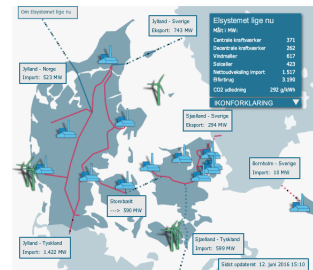 Om Elsystemet lige nu
Jylland - Sverige
Eksport: 743 MW
Elsystemet lige nu
Målt i MW:
Centrale kraftværker 371
Decentrale kraftværker 262
Vindmøller 617
Solceller 423
Nettoudveksling import 1.517
Elforbrug 3.190
CO2 udledning 292 g/kWh
IKONFORKLARING
Jylland - Norge
Import: 523 MW
Sjælland - Sverige
Eksport: 294 MW
Bornholm - Sverige
Import: 10 MW
Storebælt
---> 590 MW
Jylland - Tyskland
Import: 1.422 MW
Sjælland - Tyskland
Import: 599 MW
Sidst opdateret: 12. juni 2016 15:10